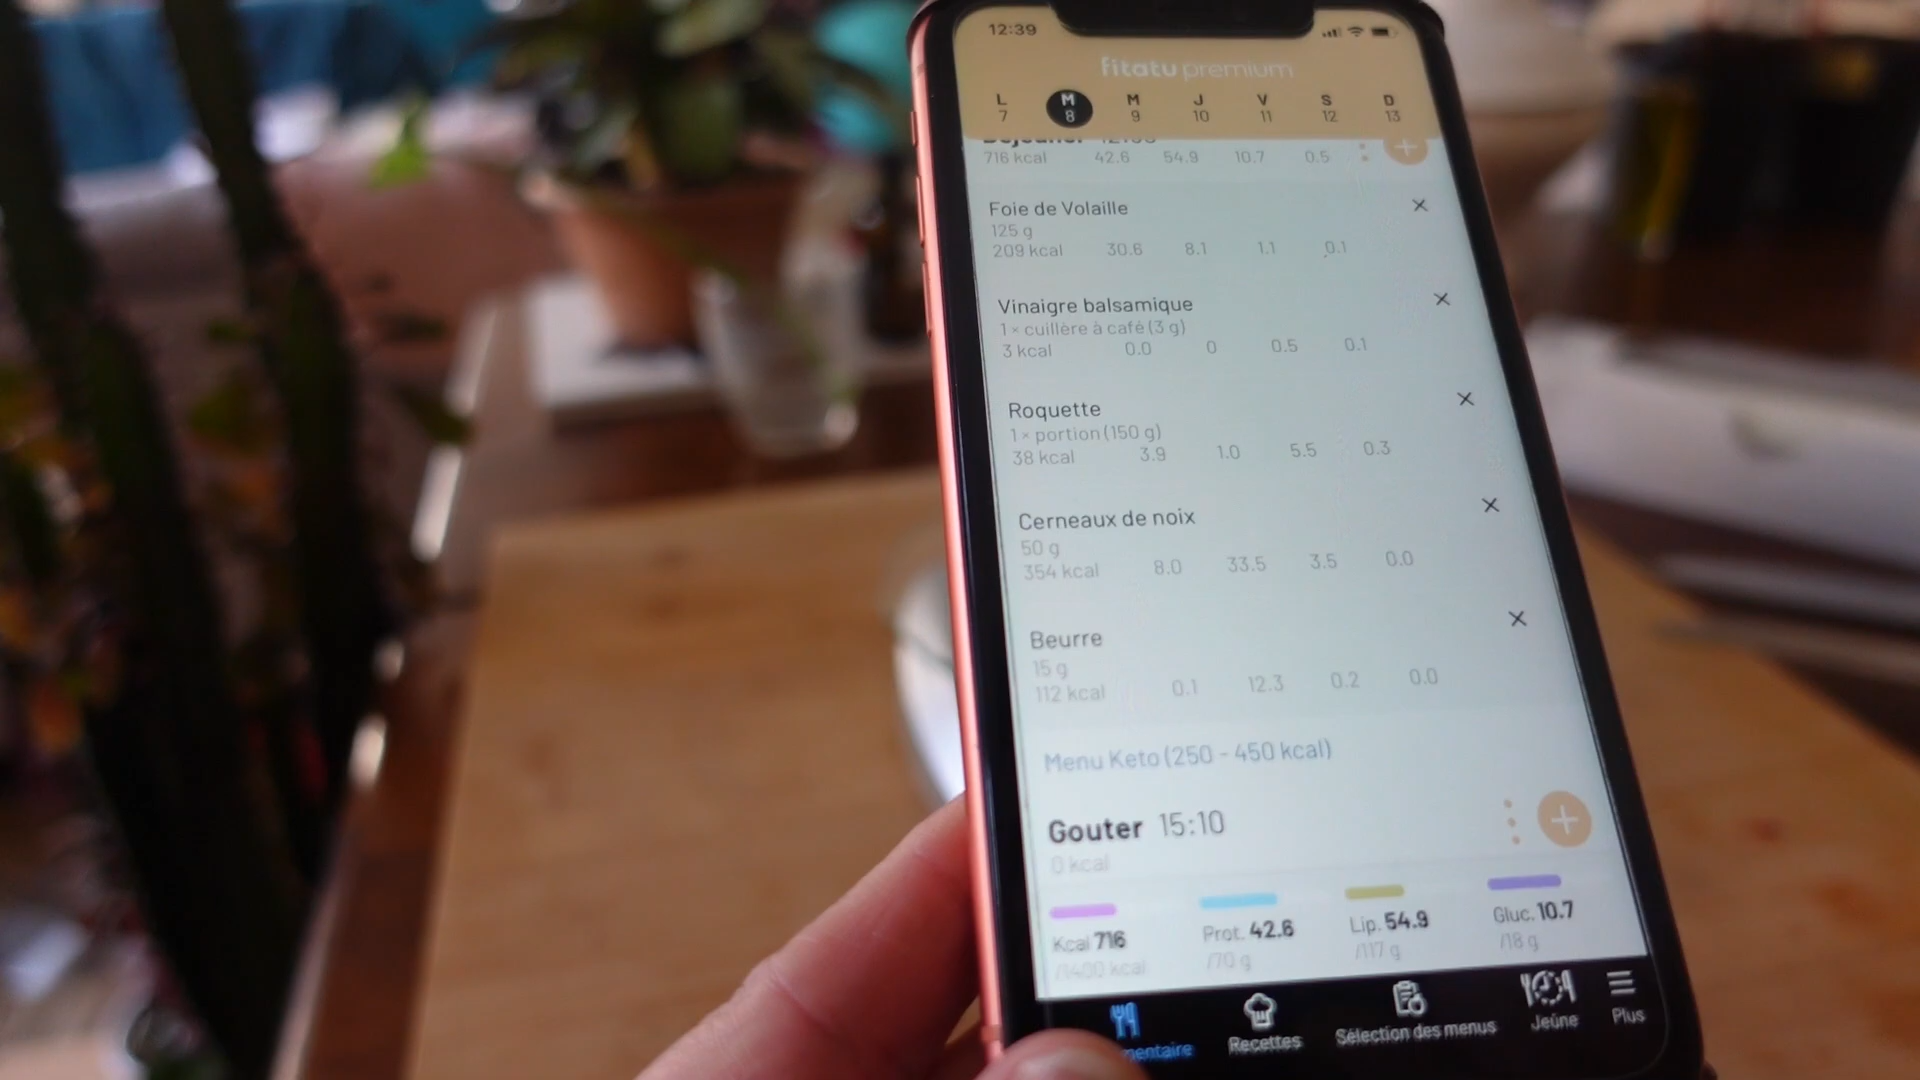 12:39
fitatu premium
L M M J V S D
7 8 9 10 11 12 13
Déjeuner
716 kcal 42.6 54.9 10.7 0.5
Foie de Volaille
125 g
209 kcal 30.6 8.1 1.1 0.1
Vinaigre balsamique
1 × cuillère à café (3 g)
3 kcal 0.0 0 0.5 0.1
Roquette
1 × portion (150 g)
38 kcal 3.9 1.0 5.5 0.3
Cerneaux de noix
50 g
354 kcal 8.0 33.5 3.5 0.0
Beurre
15 g
112 kcal 0.1 12.3 0.2 0.0
Menu Keto (250 - 450 kcal)
Gouter 15:10
0 kcal
Kcal 716 Prot. 42.6 Lip. 54.9 Gluc. 10.7
/1400 kcal /70 g /117 g /18 g
mentaire Recettes Sélection des menus Jeûne Plus